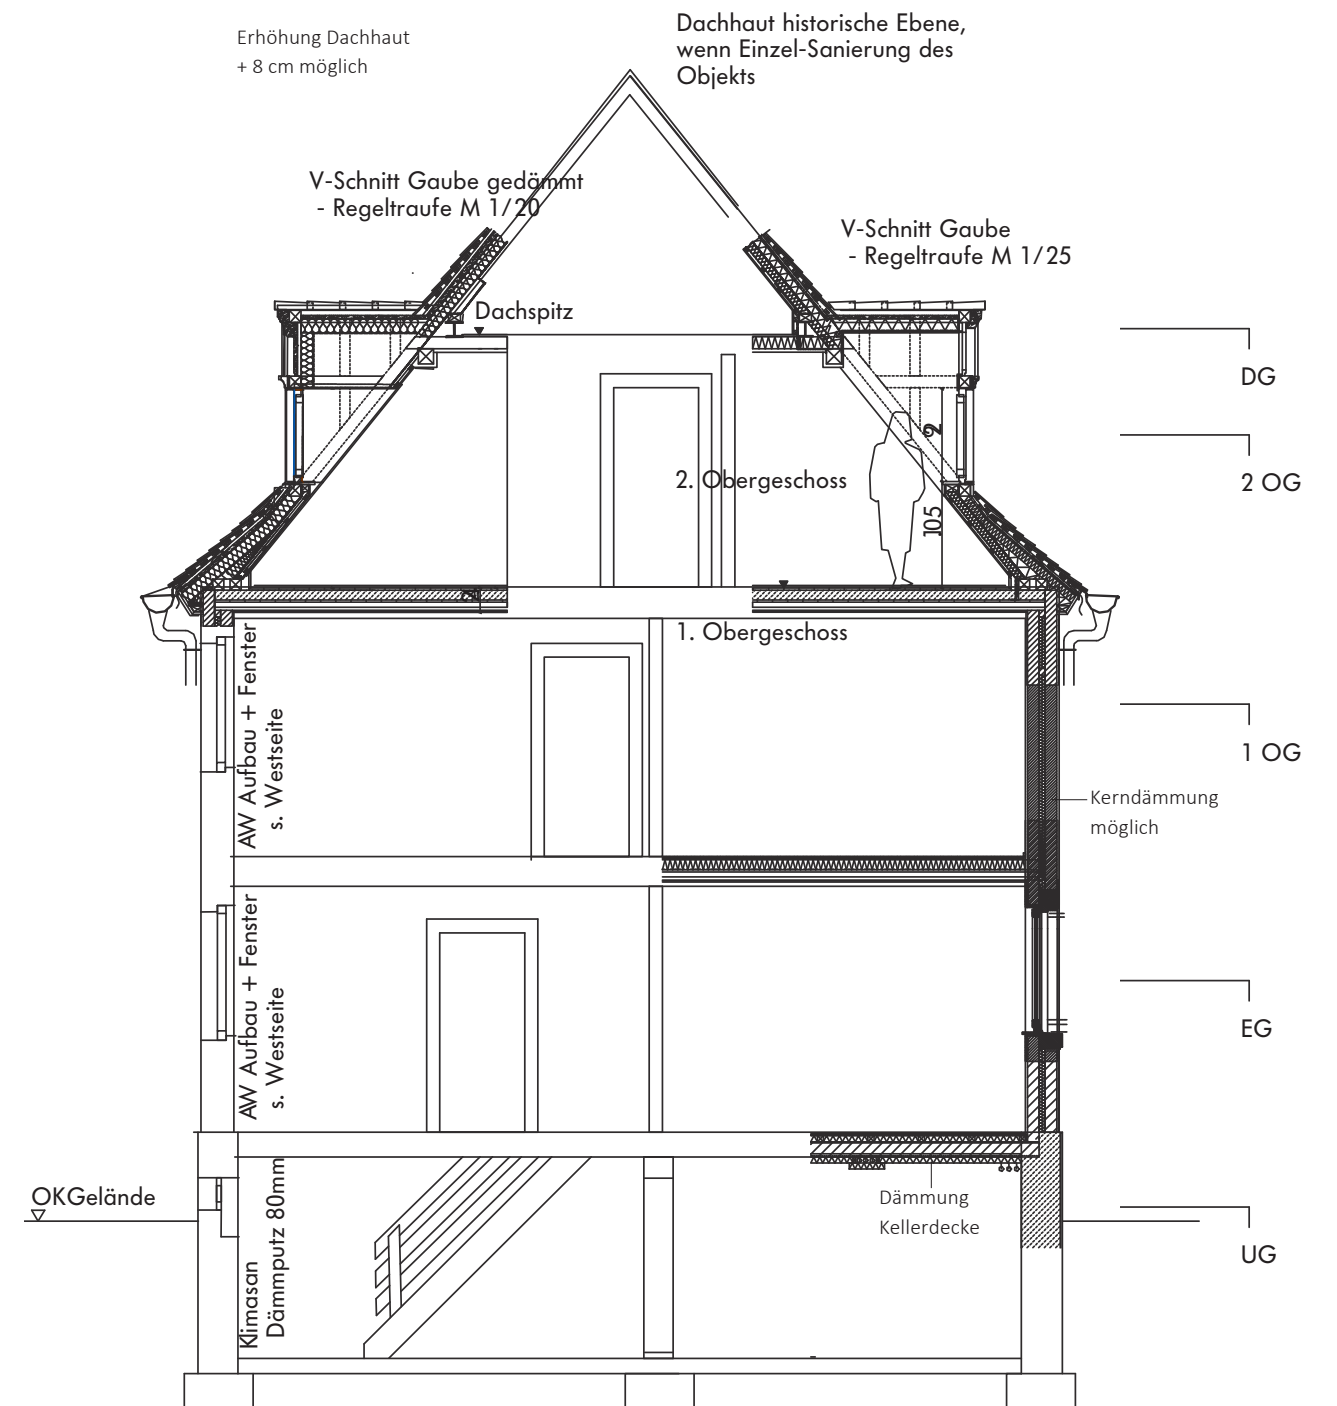 Erhöhung Dachhaut
+ 8 cm möglich
Dachhaut historische Ebene,
wenn Einzel-Sanierung des
Objekts
V-Schnitt Gaube gedämmt
- Regeltraufe M 1/20
V-Schnitt Gaube
- Regeltraufe M 1/25
Dachspitz
DG
2
2 OG
2. Obergeschoss
105
1. Obergeschoss
AW Aufbau + Fenster
s. Westseite
1 OG
Kerndämmung
möglich
AW Aufbau + Fenster
s. Westseite
EG
OKGelände
Klimasan
Dämmputz 80mm
Dämmung
Kellerdecke
UG